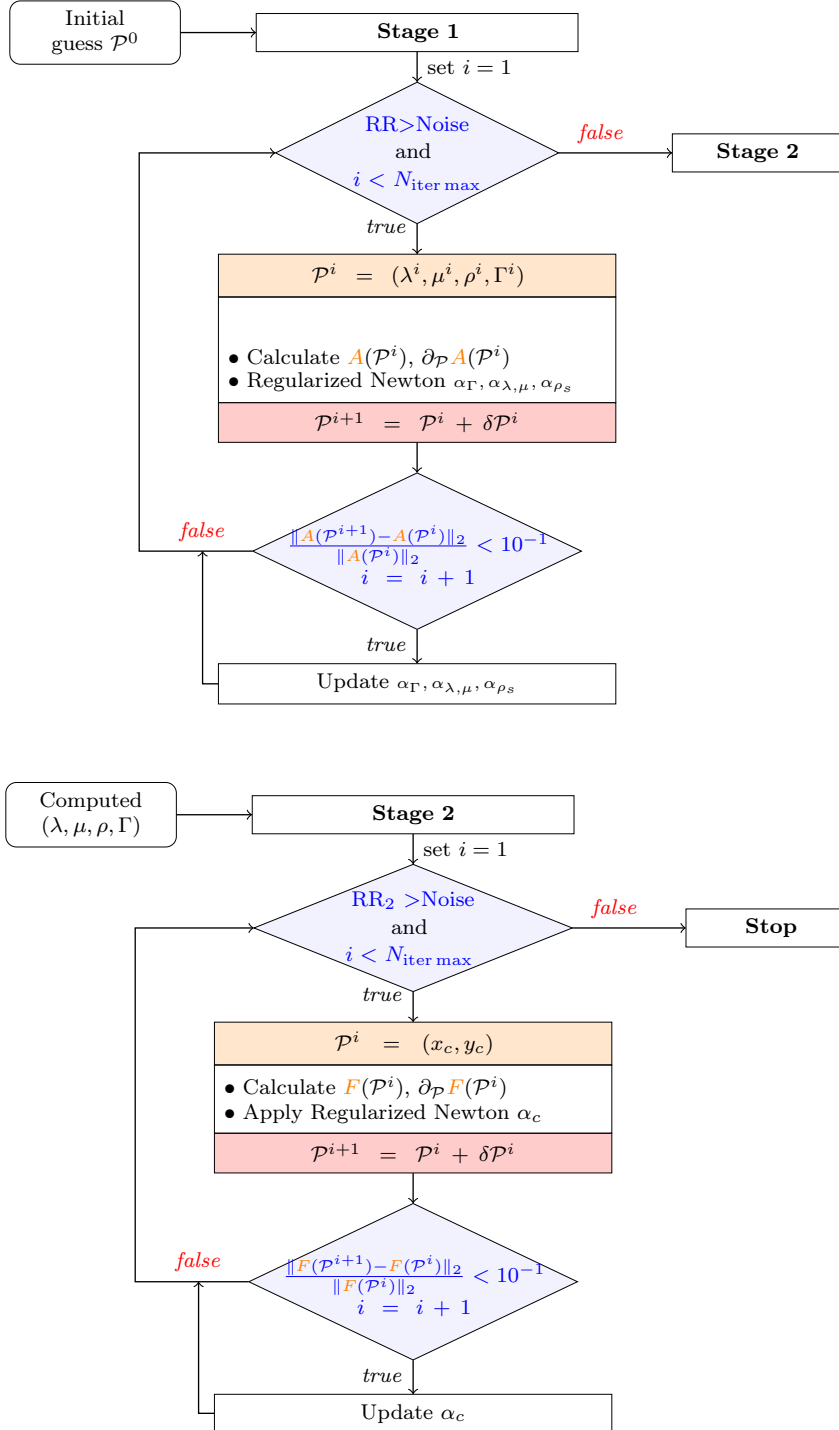 Initial
guess 𝒫⁰
Stage 1
set i = 1
RR>Noise
and
i < N_iter max
false
Stage 2
true
𝒫ⁱ = (λⁱ, μⁱ, ρⁱ, Γⁱ)
• Calculate A(𝒫ⁱ), ∂_𝒫 A(𝒫ⁱ)
• Regularized Newton α_Γ, α_λ,μ, α_ρₛ
𝒫ⁱ⁺¹ = 𝒫ⁱ + δ𝒫ⁱ
false
‖A(𝒫ⁱ⁺¹)−A(𝒫ⁱ)‖₂ / ‖A(𝒫ⁱ)‖₂ < 10⁻¹
i = i + 1
true
Update α_Γ, α_λ,μ, α_ρₛ
Computed
(λ, μ, ρ, Γ)
Stage 2
set i = 1
RR₂ >Noise
and
i < N_iter max
false
Stop
true
𝒫ⁱ = (x_c, y_c)
• Calculate F(𝒫ⁱ), ∂_𝒫 F(𝒫ⁱ)
• Apply Regularized Newton α_c
𝒫ⁱ⁺¹ = 𝒫ⁱ + δ𝒫ⁱ
false
‖F(𝒫ⁱ⁺¹)−F(𝒫ⁱ)‖₂ / ‖F(𝒫ⁱ)‖₂ < 10⁻¹
i = i + 1
true
Update α_c